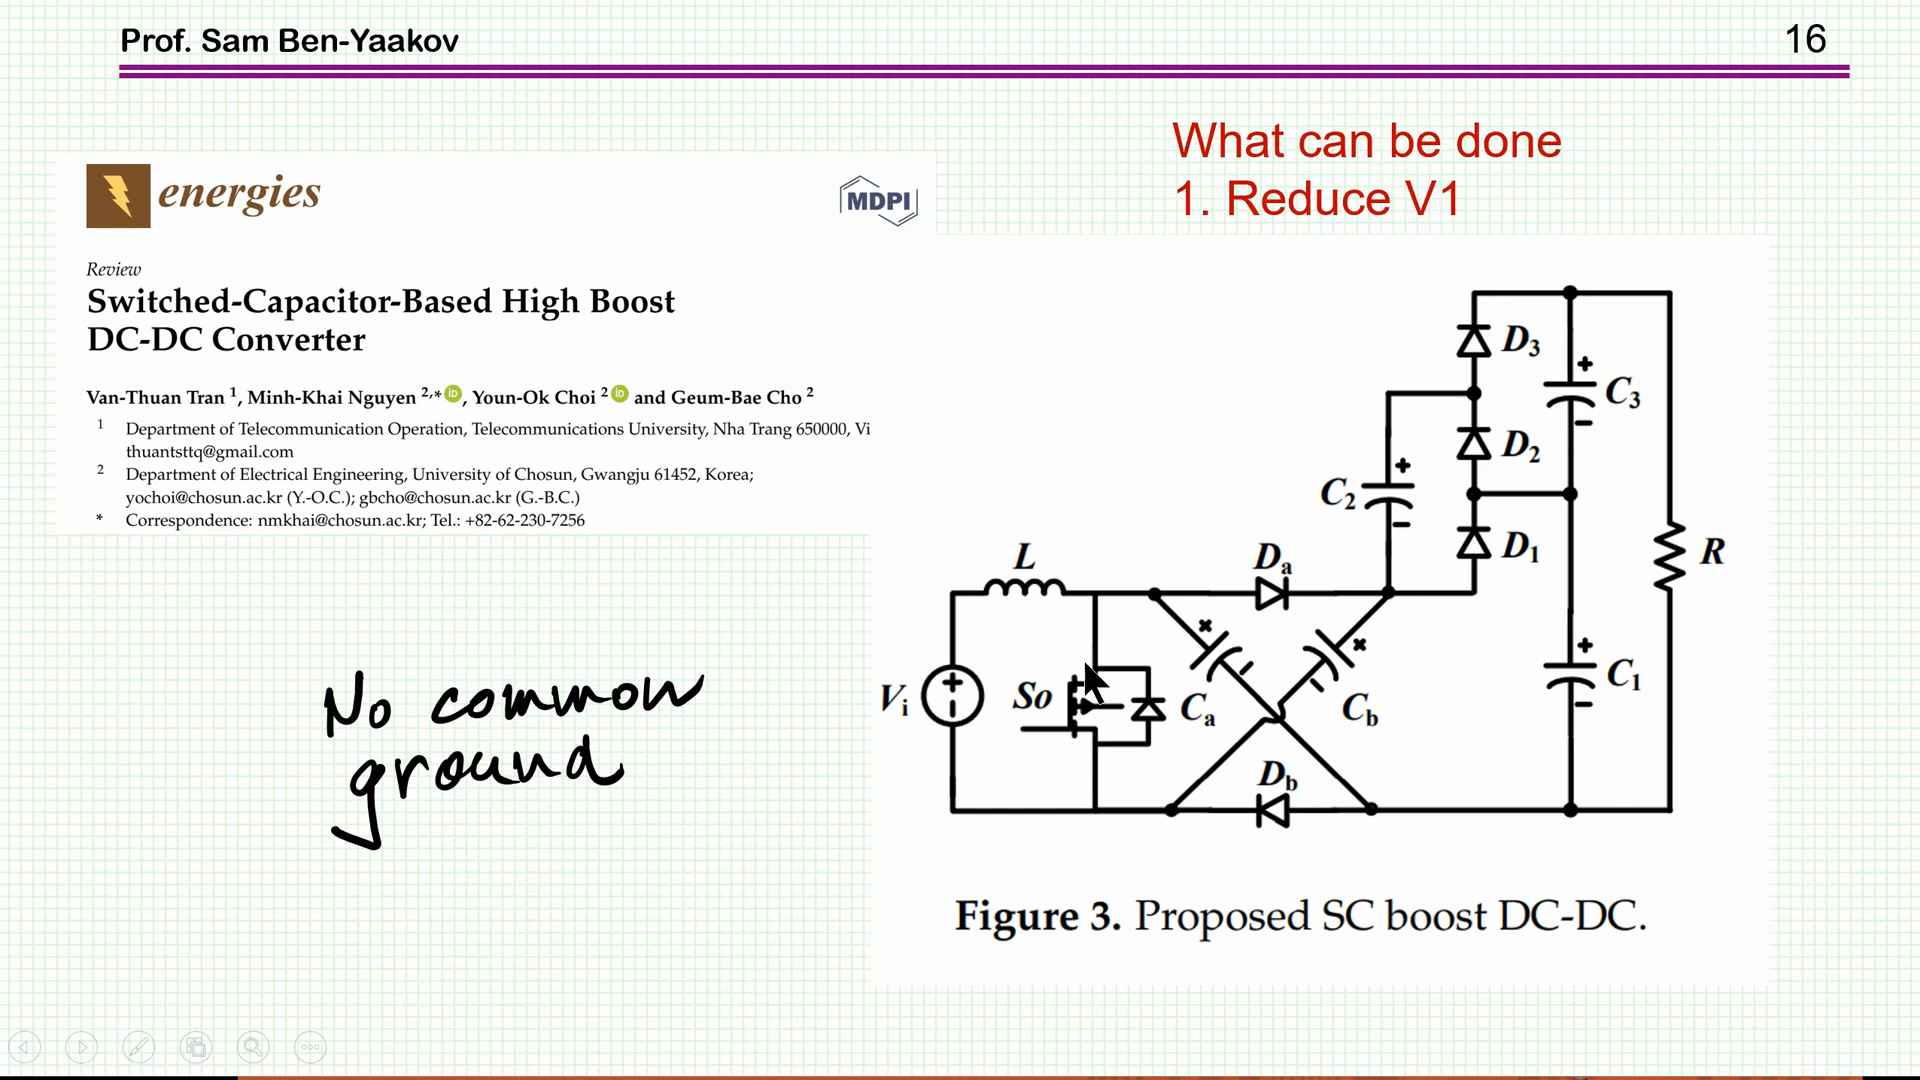 Prof. Sam Ben-Yaakov
16
What can be done
1. Reduce V1
energies
MDPI
Review
Switched-Capacitor-Based High Boost
DC-DC Converter
Van-Thuan Tran 1, Minh-Khai Nguyen 2,* iD, Youn-Ok Choi 2 iD and Geum-Bae Cho 2
1 Department of Telecommunication Operation, Telecommunications University, Nha Trang 650000, Vi
thuantsttq@gmail.com
2 Department of Electrical Engineering, University of Chosun, Gwangju 61452, Korea;
yochoi@chosun.ac.kr (Y.-O.C.); gbcho@chosun.ac.kr (G.-B.C.)
* Correspondence: nmkhai@chosun.ac.kr; Tel.: +82-62-230-7256
No common
ground
D3
C3
D2
C2
D1
R
L
Da
Vi
So
Ca
Cb
C1
Db
Figure 3. Proposed SC boost DC-DC.